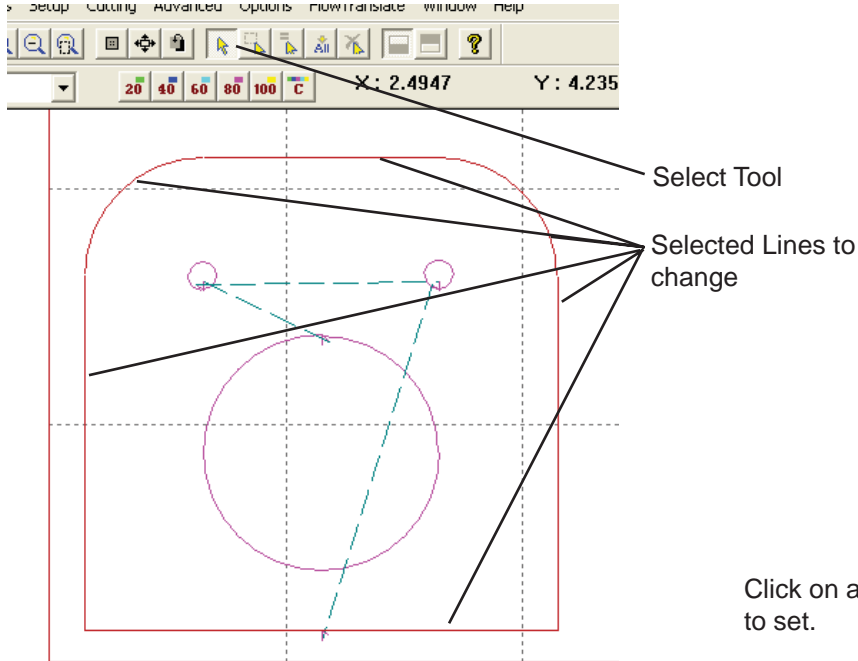 Setup Cutting Advanced Options FlowTranslate Window Help
20 40 60 80 100 C X: 2.4947 Y: 4.235
All
Select Tool
Selected Lines to
change
Click on a
to set.